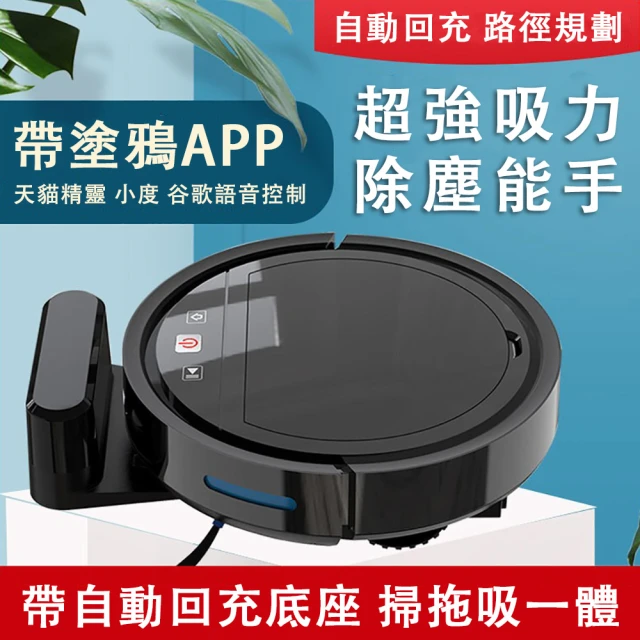 自動回充 路徑規劃
超強吸力
除塵能手
帶塗鴉APP
天貓精靈 小度 谷歌語音控制
帶自動回充底座 掃拖吸一體